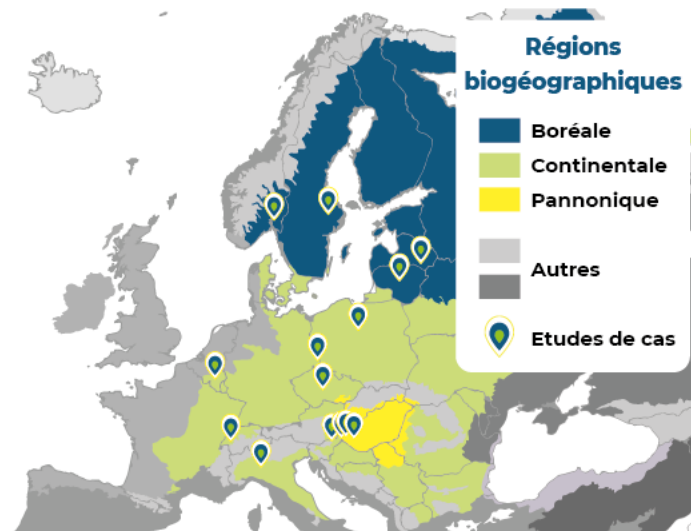 Régions
biogéographiques
Boréale
Continentale
Pannonique
Autres
Etudes de cas